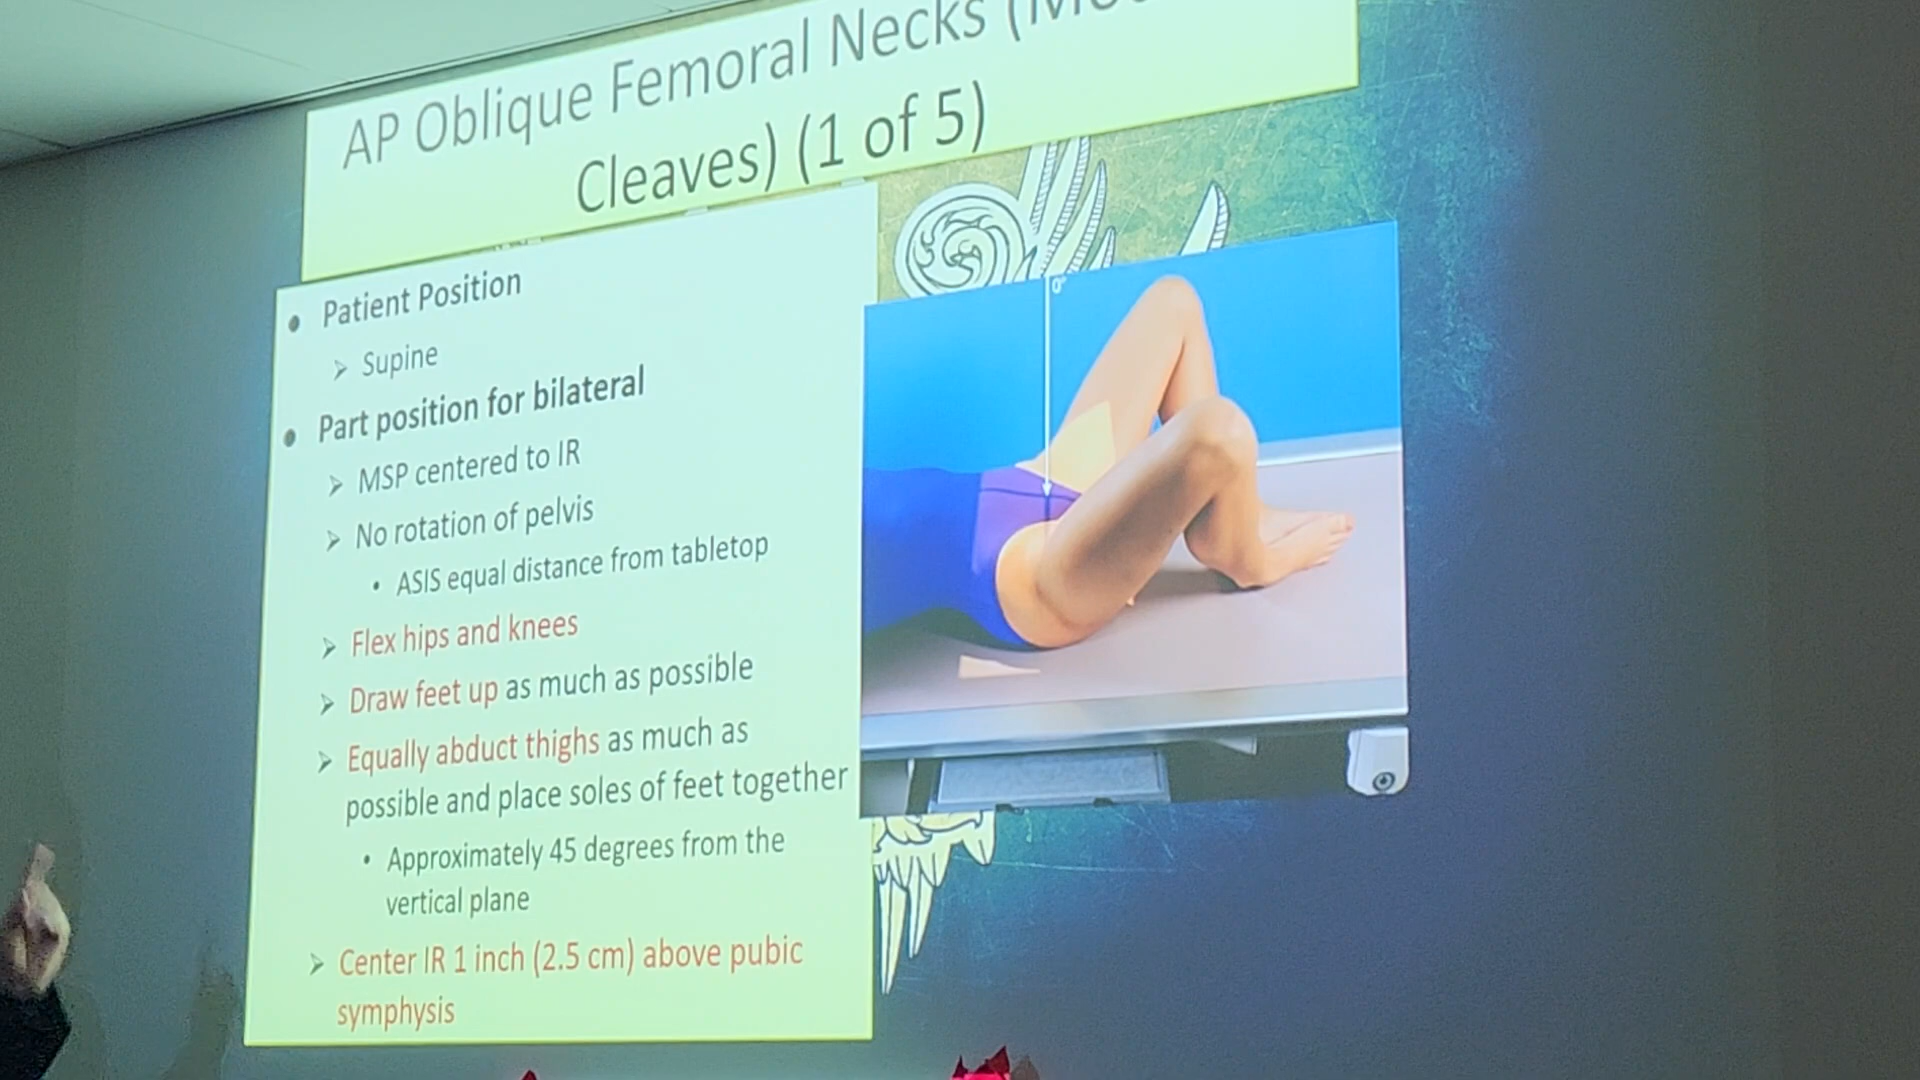 AP Oblique Femoral Necks
Cleaves) (1 of 5)
• Patient Position
➢ Supine
• Part position for bilateral
➢ MSP centered to IR
➢ No rotation of pelvis
• ASIS equal distance from tabletop
➢ Flex hips and knees
➢ Draw feet up as much as possible
➢ Equally abduct thighs as much as
possible and place soles of feet together
• Approximately 45 degrees from the
vertical plane
➢ Center IR 1 inch (2.5 cm) above pubic
symphysis
0°